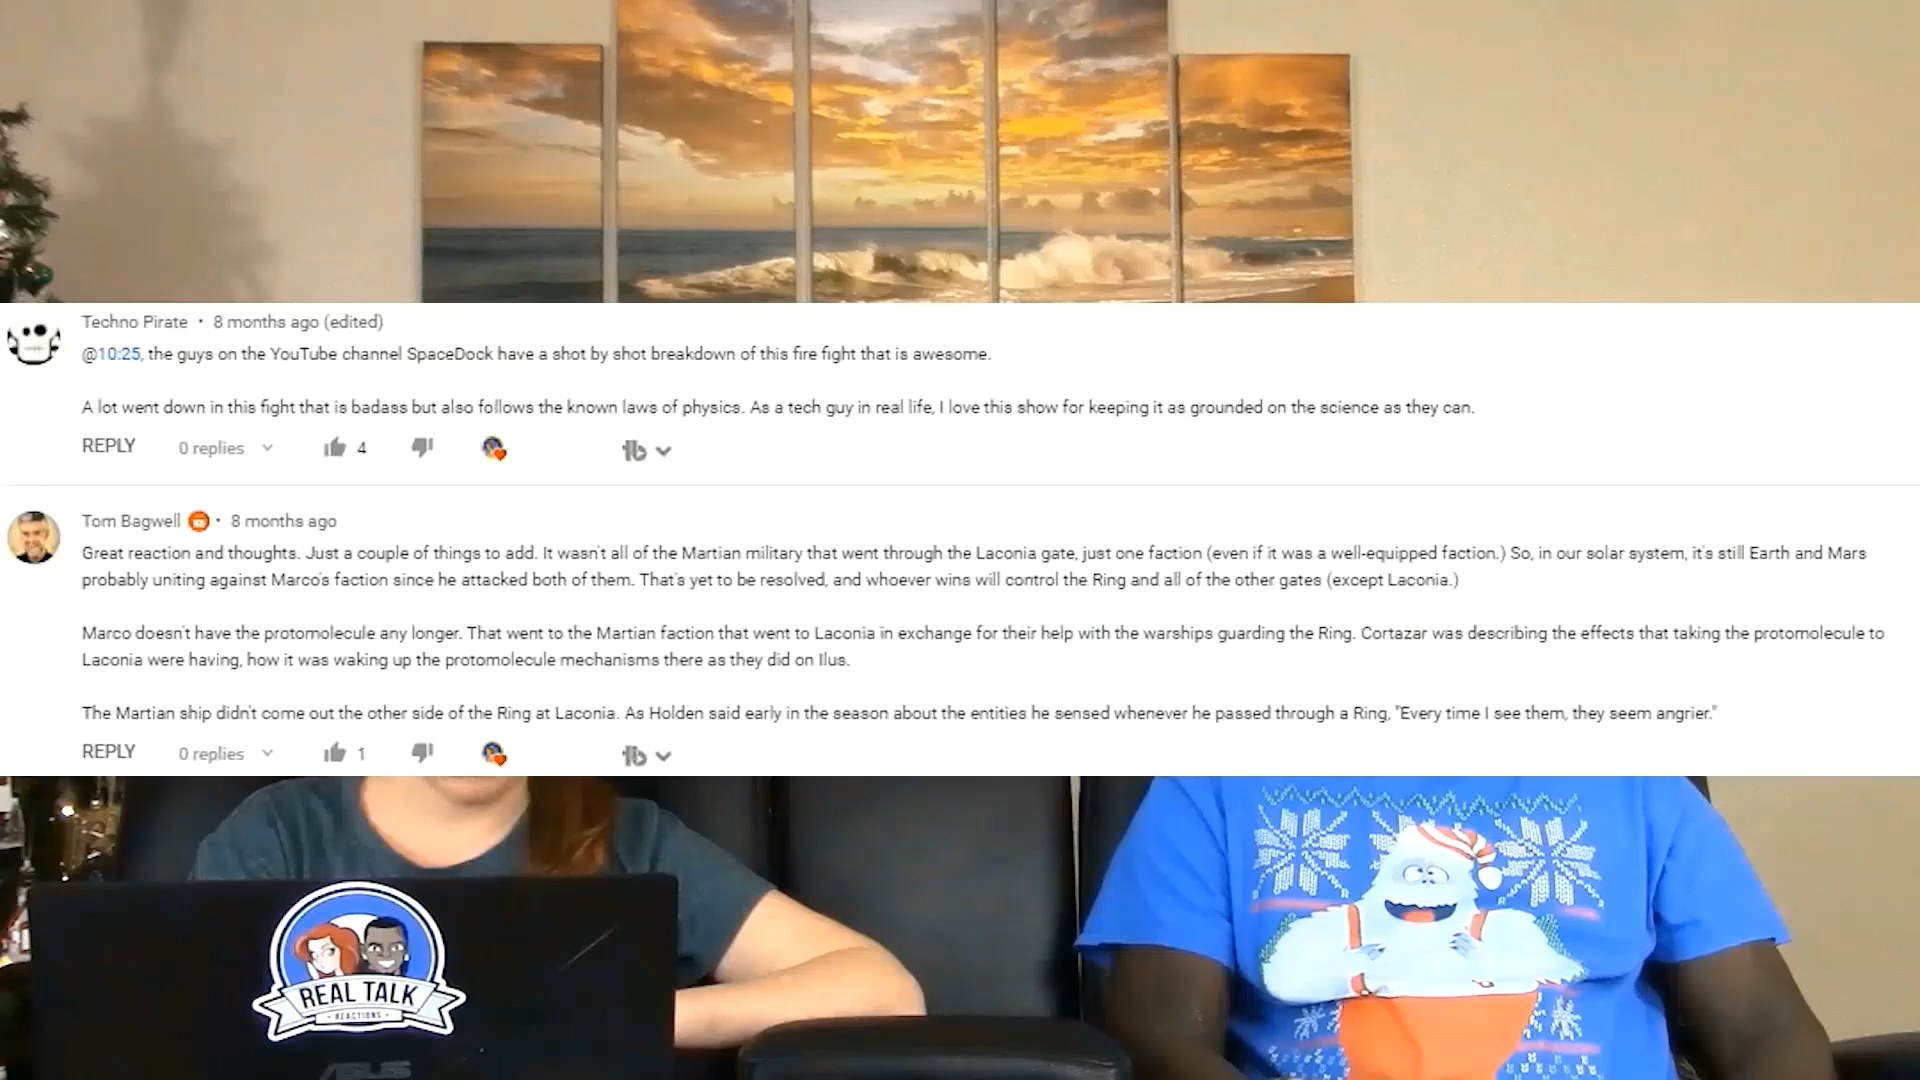 Techno Pirate • 8 months ago (edited)
@10:25, the guys on the YouTube channel SpaceDock have a shot by shot breakdown of this fire fight that is awesome.
A lot went down in this fight that is badass but also follows the known laws of physics. As a tech guy in real life, I love this show for keeping it as grounded on the science as they can.
REPLY 0 replies 4 tb
Tom Bagwell • 8 months ago
Great reaction and thoughts. Just a couple of things to add. It wasn't all of the Martian military that went through the Laconia gate, just one faction (even if it was a well-equipped faction.) So, in our solar system, it's still Earth and Mars
probably uniting against Marco's faction since he attacked both of them. That's yet to be resolved, and whoever wins will control the Ring and all of the other gates (except Laconia.)
Marco doesn't have the protomolecule any longer. That went to the Martian faction that went to Laconia in exchange for their help with the warships guarding the Ring. Cortazar was describing the effects that taking the protomolecule to
Laconia were having, how it was waking up the protomolecule mechanisms there as they did on Ilus.
The Martian ship didn't come out the other side of the Ring at Laconia. As Holden said early in the season about the entities he sensed whenever he passed through a Ring, "Every time I see them, they seem angrier."
REPLY 0 replies 1 tb
REAL TALK
- REACTIONS -
ASUS